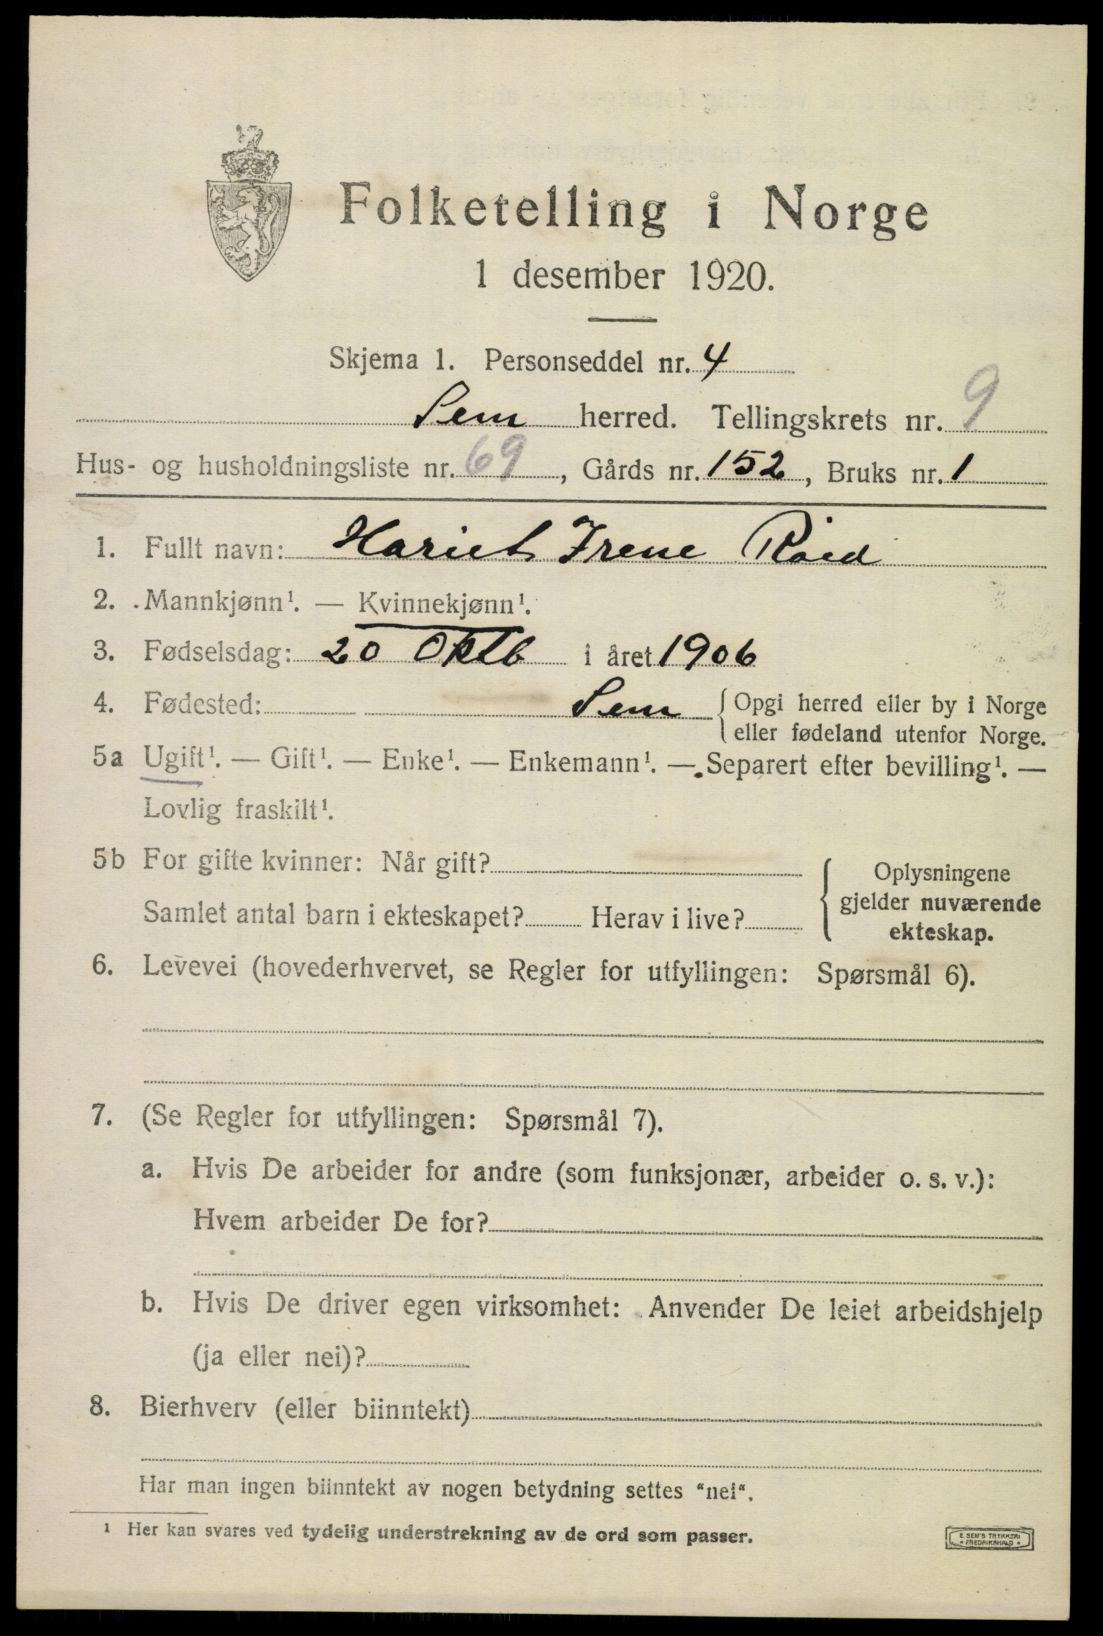 Folketelling i Norge
1 desember 1920.
Skjema 1. Personseddel nr. 4
Sem herred. Tellingskrets nr. 9
Hus- og husholdningsliste nr. 69, Gårds nr. 152, Bruks nr. 1
1. Fullt navn: Hariet Irene Röed
2. Mannkjønn¹. — Kvinnekjønn¹.
3. Fødselsdag: 20 Oktb i året 1906
4. Fødested: Sem {Opgi herred eller by i Norge
eller fødeland utenfor Norge.
5a Ugift¹. — Gift¹. — Enke¹. — Enkemann¹. — Separert efter bevilling¹. —
Lovlig fraskilt¹.
5b For gifte kvinner: Når gift?
Samlet antal barn i ekteskapet? Herav i live?
{Oplysningene
gjelder nuværende
ekteskap.
6. Levevei (hovederhvervet, se Regler for utfyllingen: Spørsmål 6).
7. (Se Regler for utfyllingen: Spørsmål 7).
a. Hvis De arbeider for andre (som funksjonær, arbeider o. s. v.):
Hvem arbeider De for?
b. Hvis De driver egen virksomhet: Anvender De leiet arbeidshjelp
(ja eller nei)?
8. Bierhverv (eller biinntekt)
Har man ingen biinntekt av nogen betydning settes "nei".
¹ Her kan svares ved tydelig understrekning av de ord som passer.
E. SEM'S TRYKKERI
FREDRIKSHALD